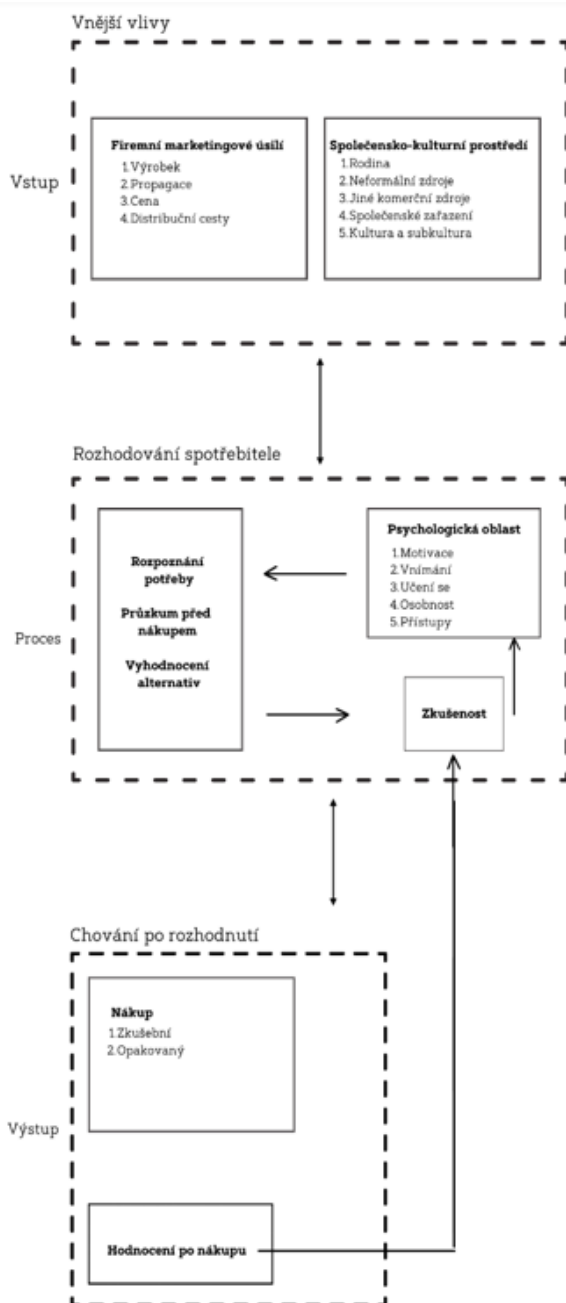 Vnější vlivy
Vstup
Firemní marketingové úsilí
1.Výrobek
2.Propagace
3.Cena
4.Distribuční cesty
Společensko-kulturní prostředí
1.Rodina
2.Neformální zdroje
3.Jiné komerční zdroje
4.Společenské zařazení
5.Kultura a subkultura
Rozhodování spotřebitele
Proces
Rozpoznání
potřeby
Průzkum před
nákupem
Vyhodnocení
alternativ
Psychologická oblast
1.Motivace
2.Vnímání
3.Učení se
4.Osobnost
5.Přístupy
Zkušenost
Chování po rozhodnutí
Výstup
Nákup
1.Zkušební
2.Opakovaný
Hodnocení po nákupu